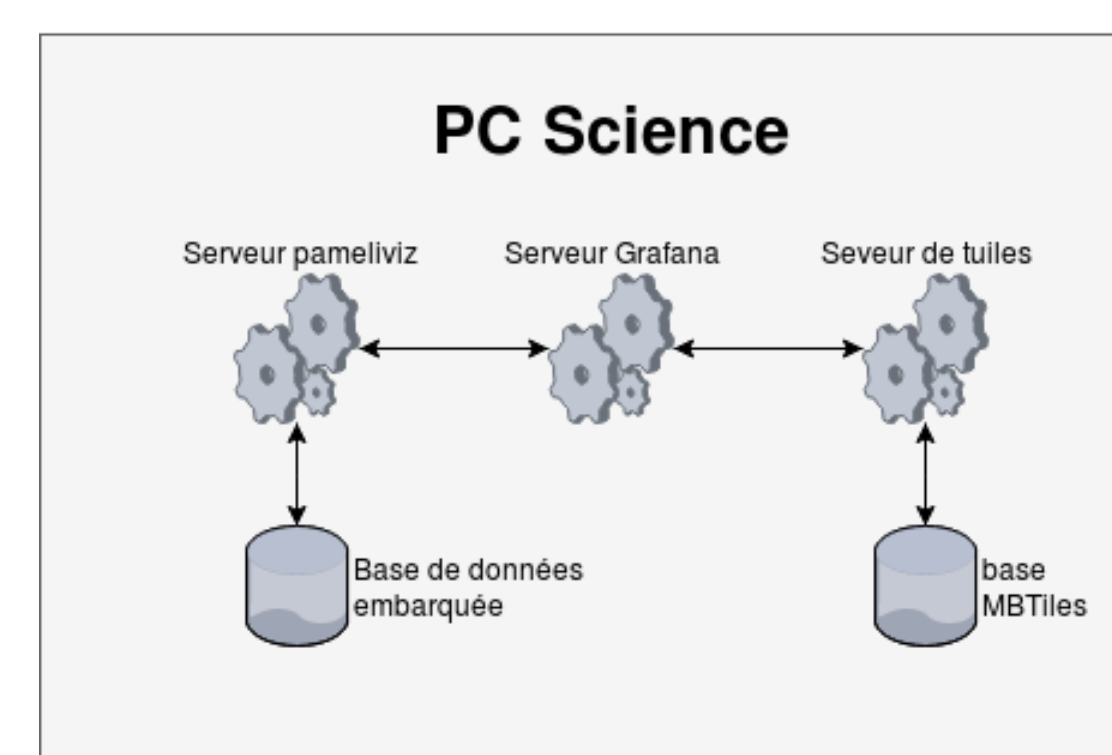 PC Science
Serveur pameliviz
Serveur Grafana
Seveur de tuiles
Base de données
embarquée
base
MBTiles